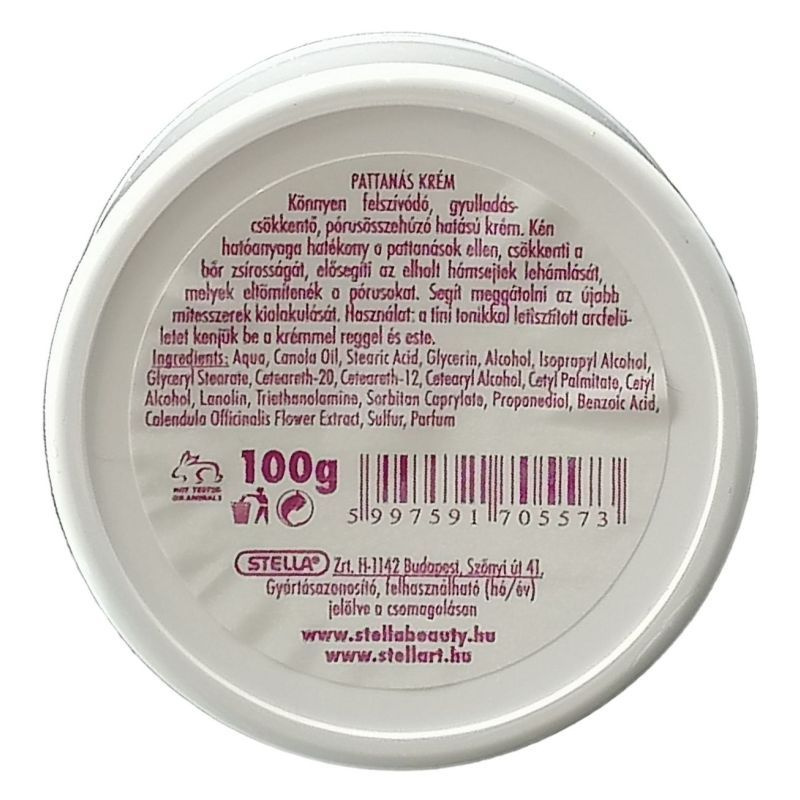 PATTANÁS KRÉM
Könnyen felszívódó, gyulladás-
csökkentő, pórusösszehúzó hatású krém. Kén
hatóanyaga hatékony a pattanások ellen, csökkenti a
bőr zsírosságát, elősegíti az elhalt hámsejtek lehámlását,
melyek eltömítenék a pórusokat. Segít meggátolni az újabb
mitesszerek kialakulását. Használat: a tini tonikkal letisztított arcfelü-
letet kenjük be a krémmel reggel és este.
Ingredients: Aqua, Canola Oil, Stearic Acid, Glycerin, Alcohol, Isopropyl Alcohol,
Glyceryl Stearate, Ceteareth-20, Ceteareth-12, Cetearyl Alcohol, Cetyl Palmitate, Cetyl
Alcohol, Lanolin, Triethanolamine, Sorbitan Caprylate, Propanediol, Benzoic Acid,
Calendula Officinalis Flower Extract, Sulfur, Parfum
NOT TESTED
ON ANIMALS
100g
5 997591 705573
STELLA® Zrt. H-1142 Budapest, Szőnyi út 41.
Gyártásazonosító, felhasználható (hó/év)
jelölve a csomagoláson
www.stellabeauty.hu
www.stellart.hu